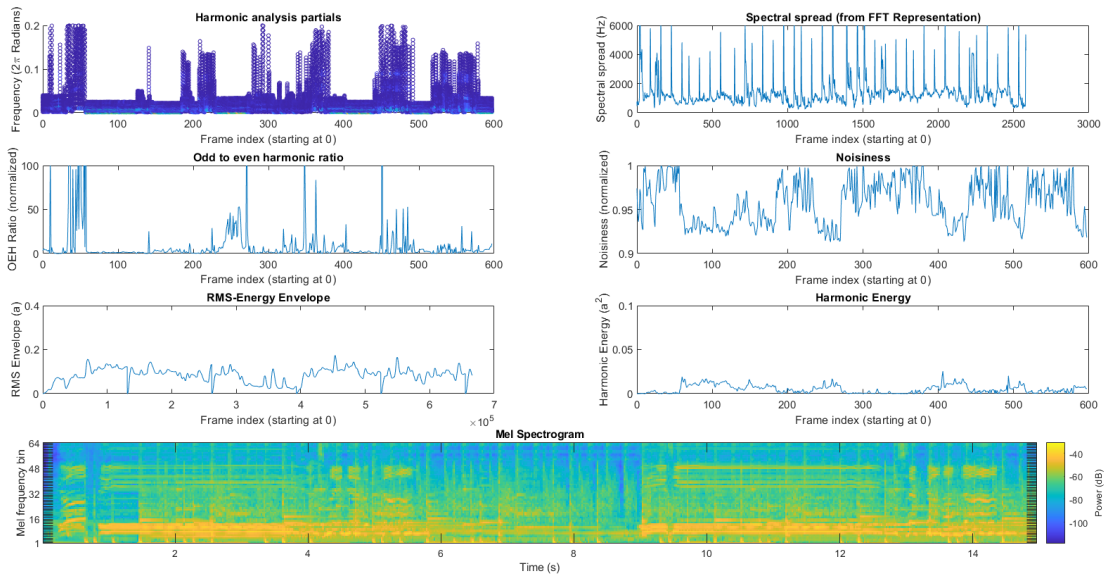 Harmonic analysis partials
Frequency (2π Radians)
0.2
0.1
0
0 100 200 300 400 500 600
Frame index (starting at 0)
Spectral spread (from FFT Representation)
Spectral spread (Hz)
6000
4000
2000
0
0 500 1000 1500 2000 2500 3000
Frame index (starting at 0)
Odd to even harmonic ratio
OEH Ratio (normalized)
100
50
0
0 100 200 300 400 500 600
Frame index (starting at 0)
Noisiness
Noisiness (normalized)
1
0.95
0.9
0 100 200 300 400 500 600
Frame index (starting at 0)
RMS-Energy Envelope
RMS Envelope (a)
0.4
0.2
0
0 1 2 3 4 5 6 7
Frame index (starting at 0)
×10⁵
Harmonic Energy
Harmonic Energy (a²)
0.1
0.05
0
0 100 200 300 400 500 600
Frame index (starting at 0)
Mel Spectrogram
Mel frequency bin
64
48
32
16
1
2 4 6 8 10 12 14
Time (s)
-40
-60
-80
-100
Power (dB)